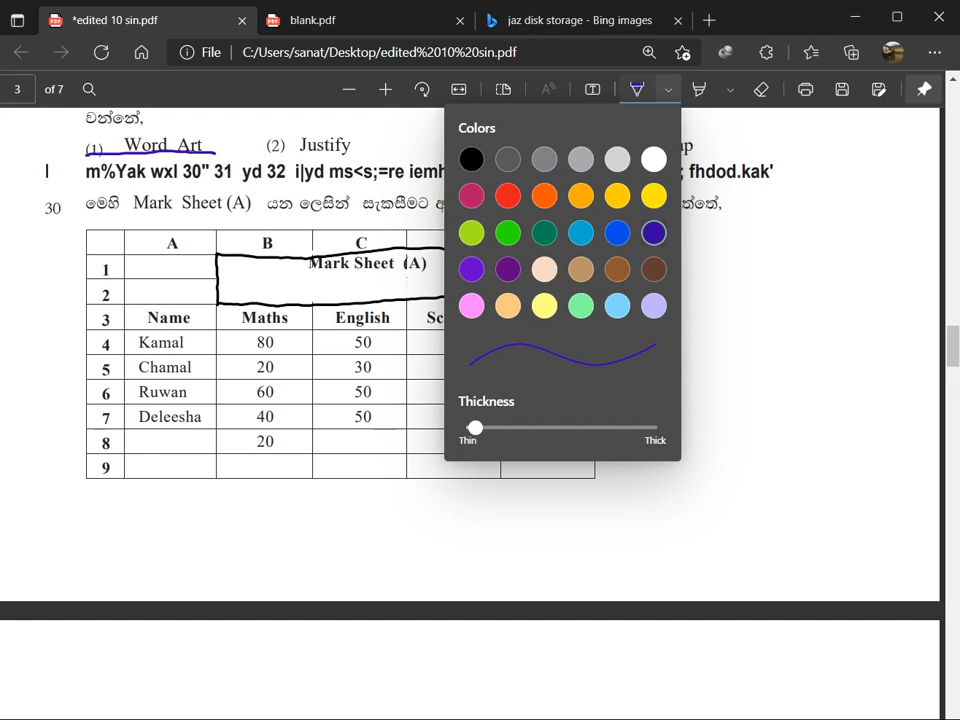 *edited 10 sin.pdf
blank.pdf
jaz disk storage - Bing images
File C:/Users/sanat/Desktop/edited%2010%20sin.pdf
3 of 7
වන්නේ,
(1) Word Art (2) Justify
m%Yak wxl 30" 31 yd 32 i|yd ms<s;=re
; fhdod.kak'
30 මෙහි Mark Sheet (A) යන ලෙසින් සැකසීමට
A B C
1 Mark Sheet (A)
2
3 Name Maths English Sc
4 Kamal 80 50
5 Chamal 20 30
6 Ruwan 60 50
7 Deleesha 40 50
8 20
9
Colors
Thickness
Thin Thick